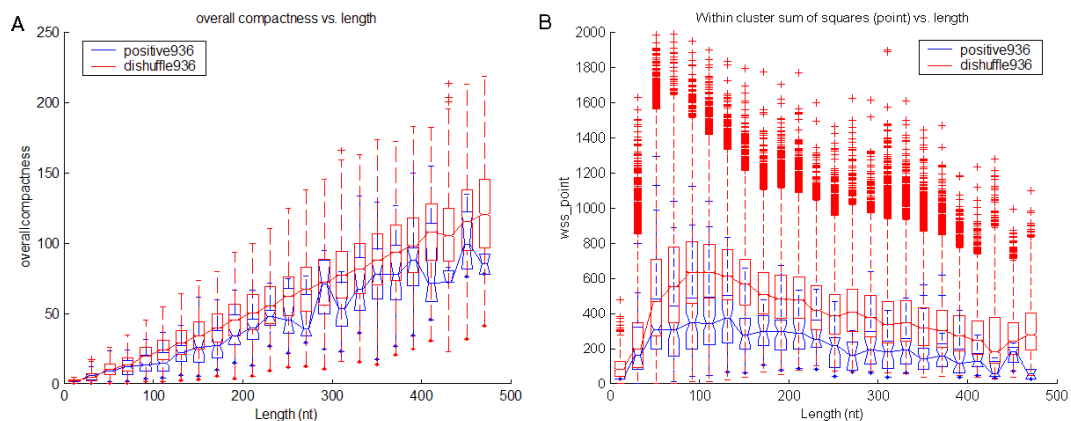 A
overall compactness vs. length
250
200
150
100
50
0
overallcompactness
positive936
dishuffle936
0
100
200
300
400
500
Length (nt)
B
Within cluster sum of squares (point) vs. length
2000
1800
1600
1400
1200
1000
800
600
400
200
0
wss_point
positive936
dishuffle936
0
100
200
300
400
500
Length (nt)